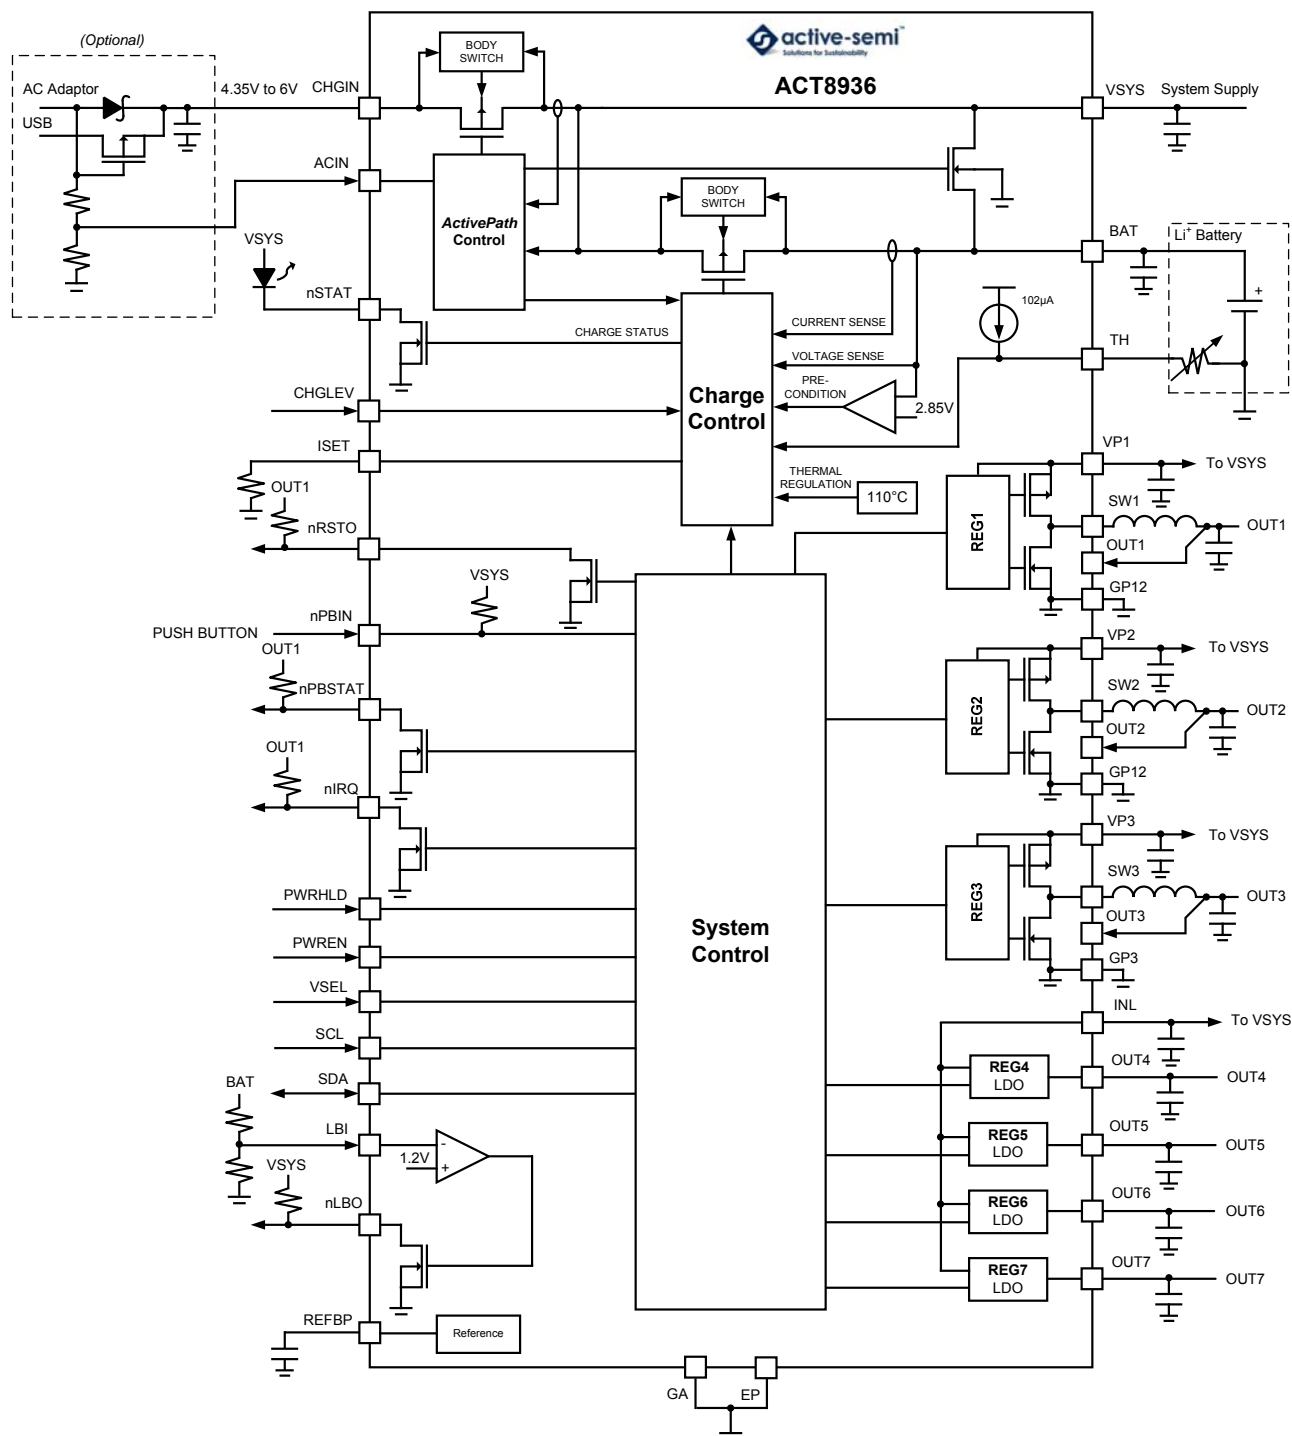 (Optional)
AC Adaptor
USB
4.35V to 6V
CHGIN
BODY
SWITCH
active-semi™
Solutions for Sustainability
ACT8936
VSYS
System Supply
ACIN
ActivePath
Control
BODY
SWITCH
VSYS
nSTAT
BAT
Li+ Battery
+
102µA
CHARGE STATUS
CURRENT SENSE
VOLTAGE SENSE
TH
PRE-
CONDITION
2.85V
Charge
Control
CHGLEV
ISET
THERMAL
REGULATION
110°C
VP1
To VSYS
OUT1
nRSTO
REG1
SW1
OUT1
OUT1
GP12
VSYS
nPBIN
PUSH BUTTON
OUT1
nPBSTAT
VP2
To VSYS
REG2
SW2
OUT2
OUT2
GP12
OUT1
nIRQ
VP3
To VSYS
REG3
SW3
OUT3
OUT3
GP3
PWRHLD
PWREN
VSEL
SCL
SDA
System
Control
INL
To VSYS
REG4
LDO
OUT4
OUT4
BAT
LBI
1.2V
-
+
REG5
LDO
OUT5
OUT5
VSYS
nLBO
REG6
LDO
OUT6
OUT6
REG7
LDO
OUT7
OUT7
REFBP
Reference
GA
EP